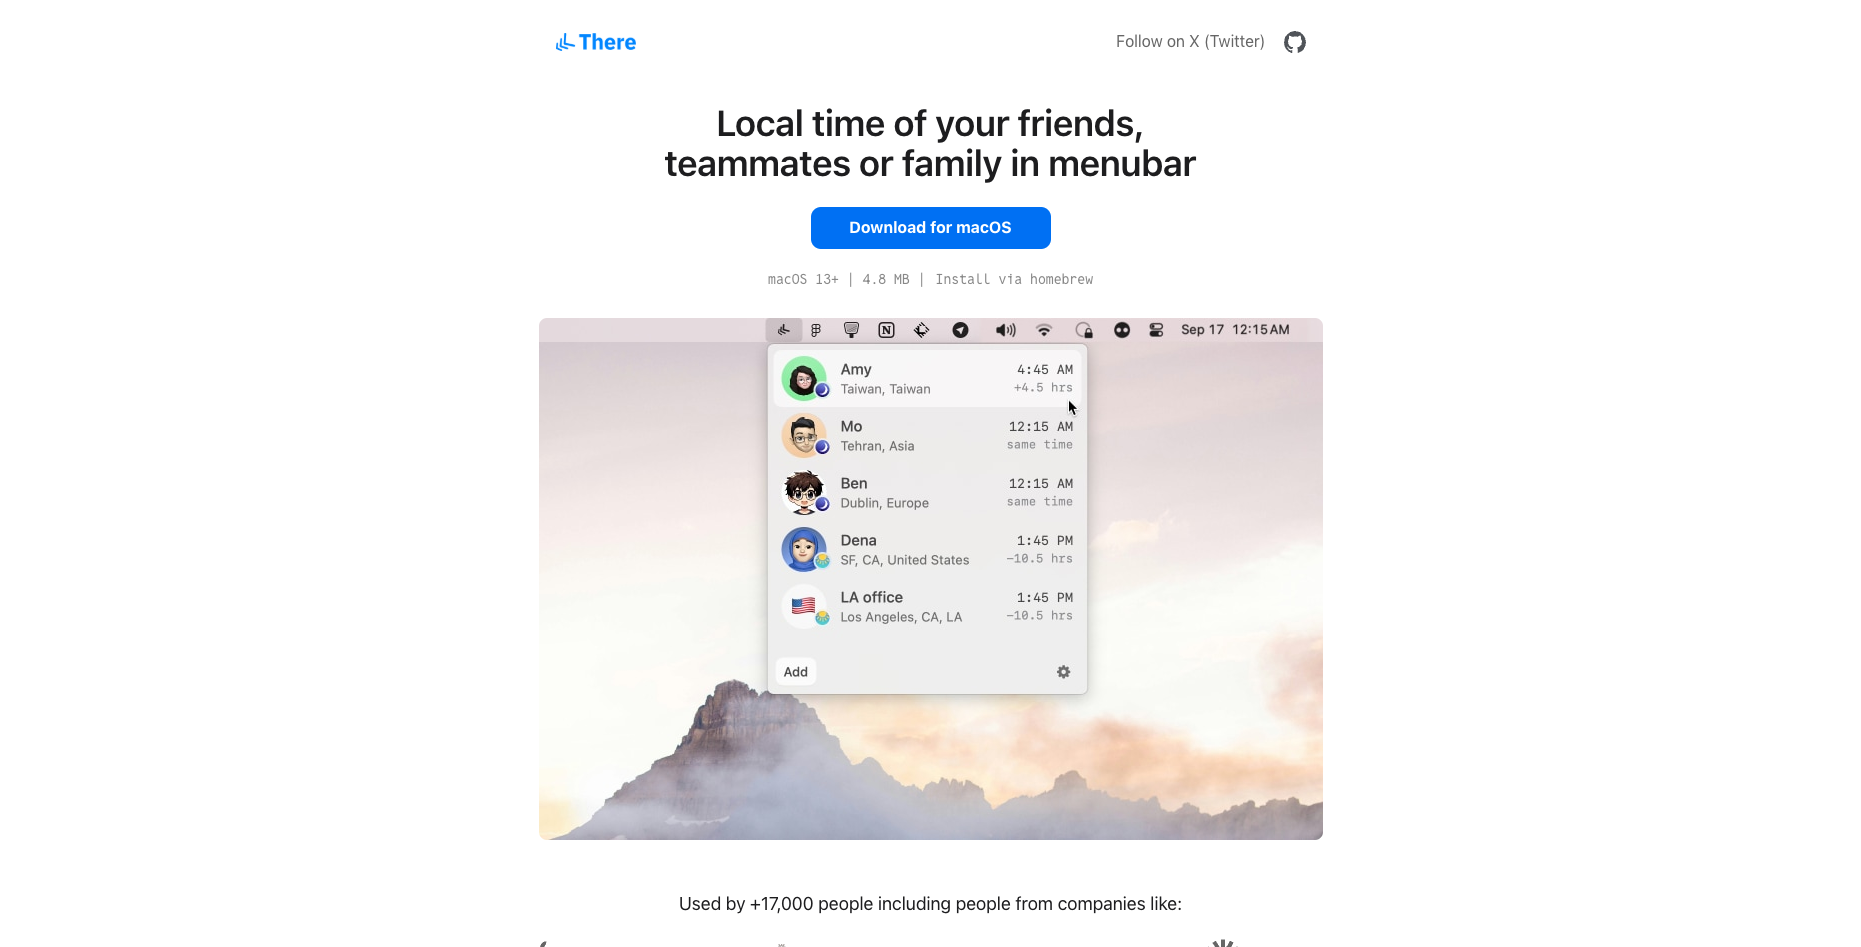 There
Follow on X (Twitter)
Local time of your friends,
teammates or family in menubar
Download for macOS
macOS 13+ | 4.8 MB | Install via homebrew
N
Sep 17 12:15 AM
Amy
4:45 AM
Taiwan, Taiwan
+4.5 hrs
Mo
12:15 AM
Tehran, Asia
same time
Ben
12:15 AM
Dublin, Europe
same time
Dena
1:45 PM
SF, CA, United States
−10.5 hrs
LA office
1:45 PM
Los Angeles, CA, LA
−10.5 hrs
Add
Used by +17,000 people including people from companies like: